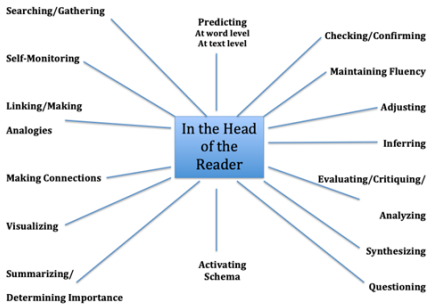 Searching/Gathering
Predicting
At word level
At text level
Checking/Confirming
Self-Monitoring
Maintaining Fluency
Linking/Making
Analogies
Adjusting
In the Head
of the
Reader
Inferring
Making Connections
Evaluating/Critiquing/
Analyzing
Visualizing
Synthesizing
Activating
Schema
Summarizing/
Determining Importance
Questioning